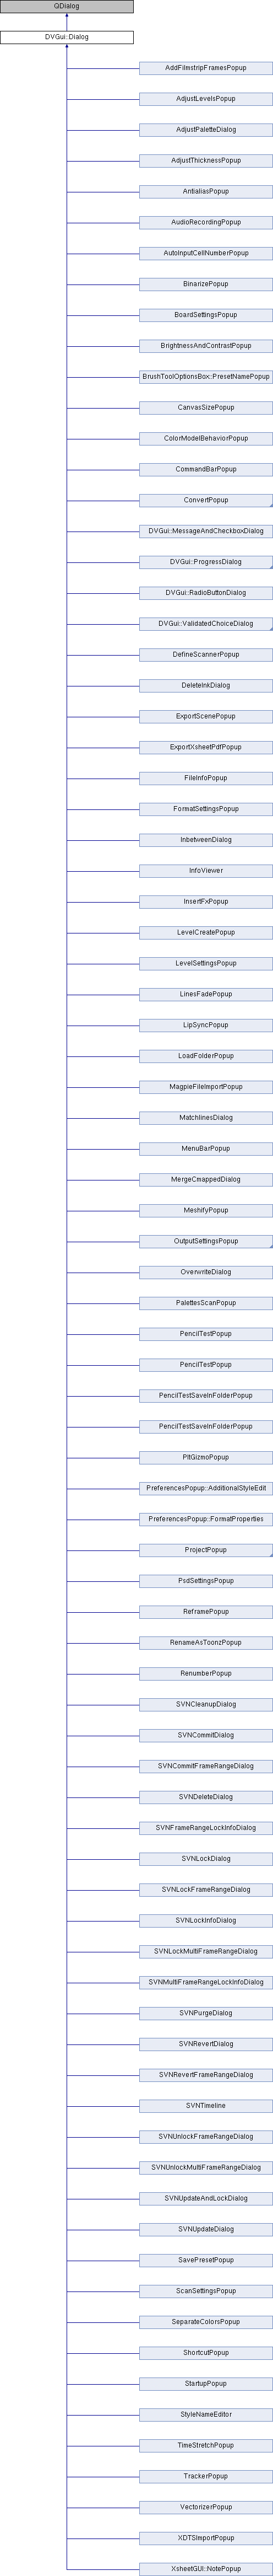 QDialog
DVGui::Dialog
AddFilmstripFramesPopup
AdjustLevelsPopup
AdjustPaletteDialog
AdjustThicknessPopup
AntialiasPopup
AudioRecordingPopup
AutoInputCellNumberPopup
BinarizePopup
BoardSettingsPopup
BrightnessAndContrastPopup
BrushToolOptionsBox::PresetNamePopup
CanvasSizePopup
ColorModelBehaviorPopup
CommandBarPopup
ConvertPopup
DVGui::MessageAndCheckboxDialog
DVGui::ProgressDialog
DVGui::RadioButtonDialog
DVGui::ValidatedChoiceDialog
DefineScannerPopup
DeleteInkDialog
ExportScenePopup
ExportXsheetPdfPopup
FileInfoPopup
FormatSettingsPopup
InbetweenDialog
InfoViewer
InsertFxPopup
LevelCreatePopup
LevelSettingsPopup
LinesFadePopup
LipSyncPopup
LoadFolderPopup
MagpieFileImportPopup
MatchlinesDialog
MenuBarPopup
MergeCmappedDialog
MeshifyPopup
OutputSettingsPopup
OverwriteDialog
PalettesScanPopup
PencilTestPopup
PencilTestPopup
PencilTestSaveInFolderPopup
PencilTestSaveInFolderPopup
PltGizmoPopup
PreferencesPopup::AdditionalStyleEdit
PreferencesPopup::FormatProperties
ProjectPopup
PsdSettingsPopup
ReframePopup
RenameAsToonzPopup
RenumberPopup
SVNCleanupDialog
SVNCommitDialog
SVNCommitFrameRangeDialog
SVNDeleteDialog
SVNFrameRangeLockInfoDialog
SVNLockDialog
SVNLockFrameRangeDialog
SVNLockInfoDialog
SVNLockMultiFrameRangeDialog
SVNMultiFrameRangeLockInfoDialog
SVNPurgeDialog
SVNRevertDialog
SVNRevertFrameRangeDialog
SVNTimeline
SVNUnlockFrameRangeDialog
SVNUnlockMultiFrameRangeDialog
SVNUpdateAndLockDialog
SVNUpdateDialog
SavePresetPopup
ScanSettingsPopup
SeparateColorsPopup
ShortcutPopup
StartupPopup
StyleNameEditor
TimeStretchPopup
TrackerPopup
VectorizerPopup
XDTSImportPopup
XsheetGUI::NotePopup